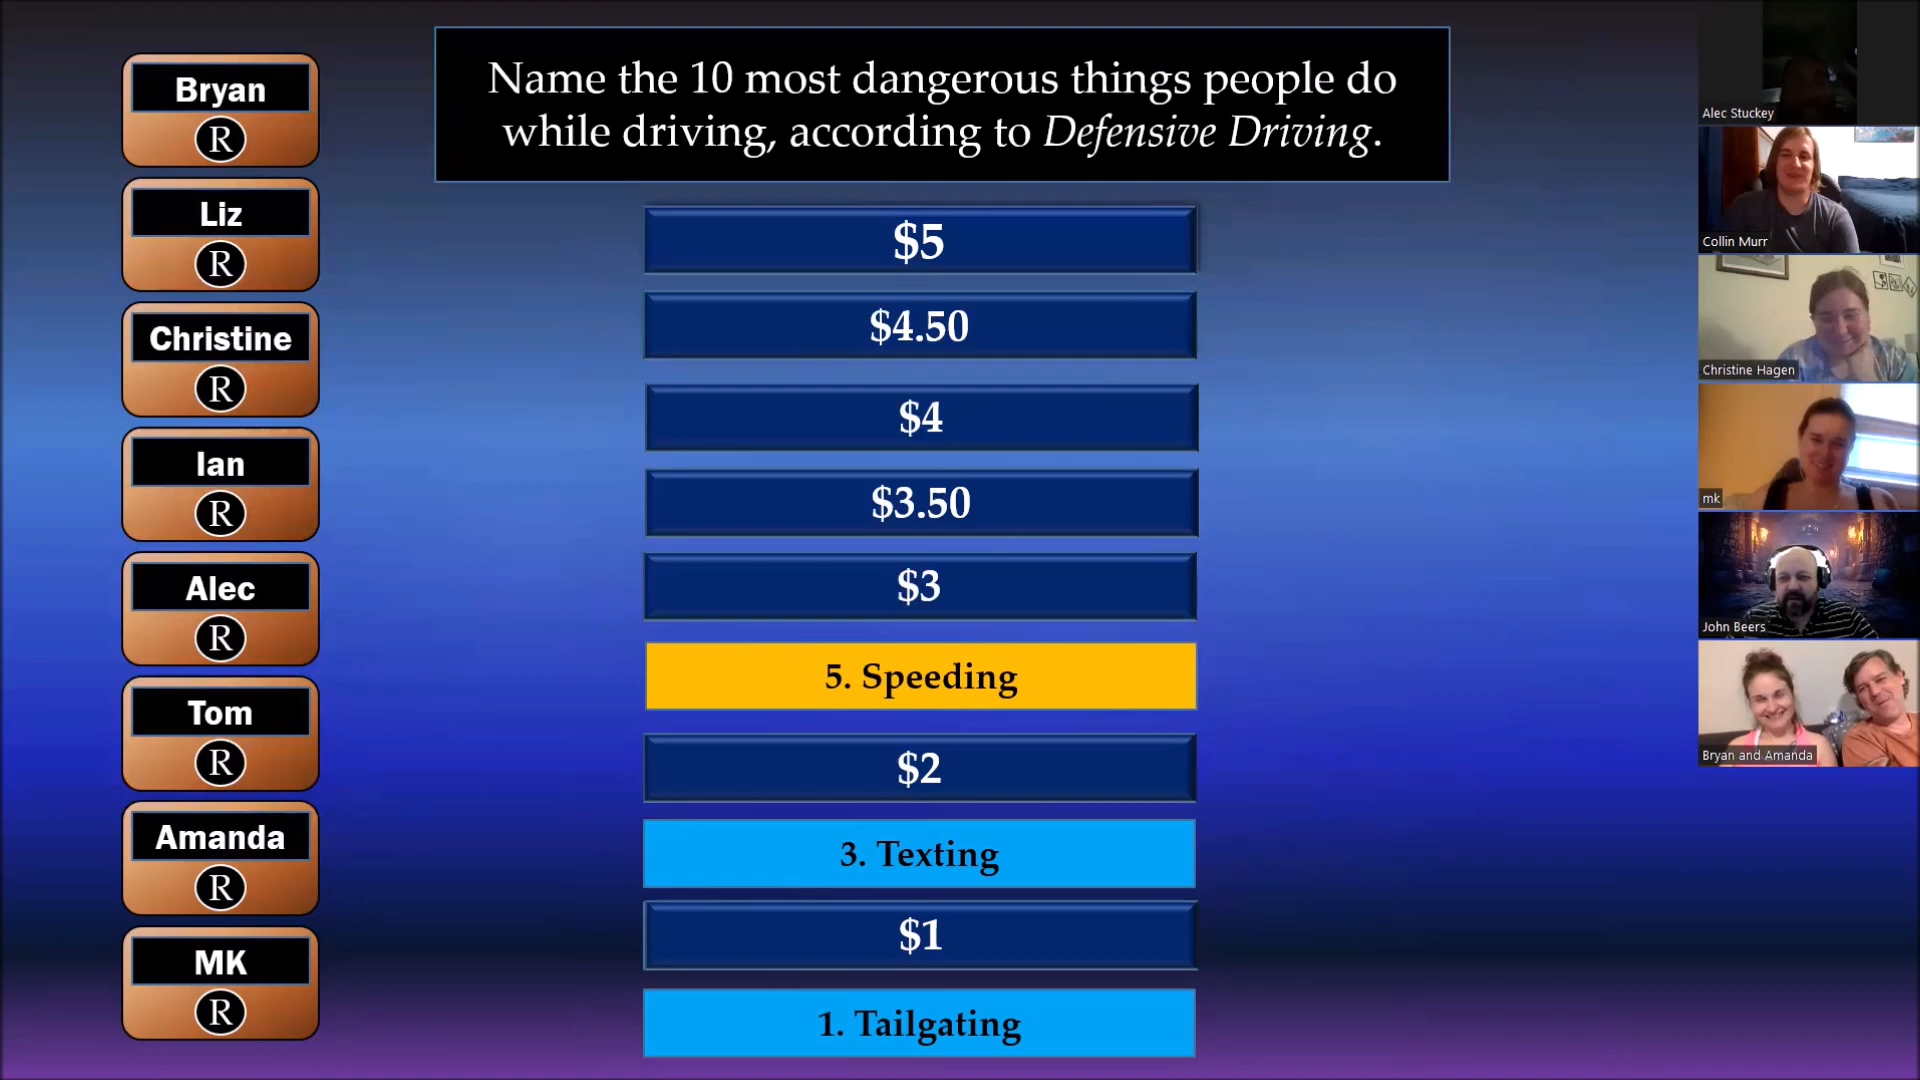 Name the 10 most dangerous things people do
while driving, according to Defensive Driving.
Bryan
R
Liz
R
Christine
R
Ian
R
Alec
R
Tom
R
Amanda
R
MK
R
$5
$4.50
$4
$3.50
$3
5. Speeding
$2
3. Texting
$1
1. Tailgating
Alec Stuckey
Collin Murr
Christine Hagen
mk
John Beers
Bryan and Amanda